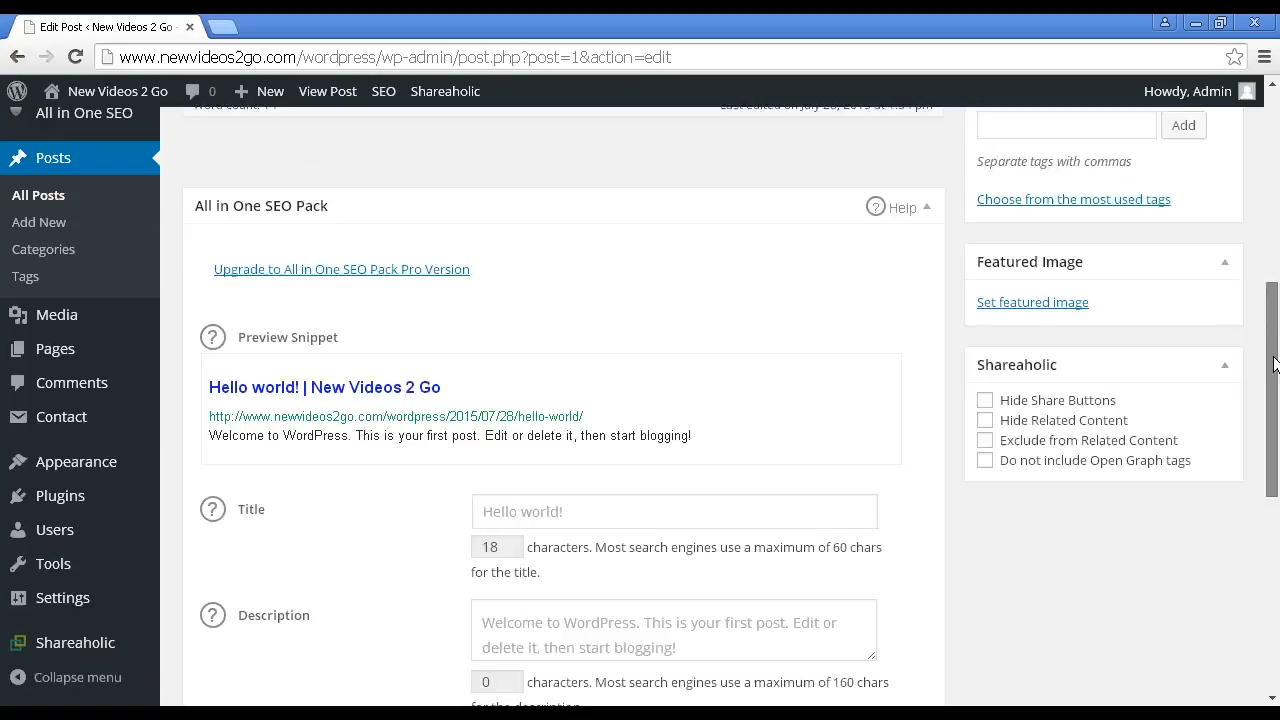 Edit Post ‹ New Videos 2 Go
www.newvideos2go.com/wordpress/wp-admin/post.php?post=1&action=edit
New Videos 2 Go 0 New View Post SEO Shareaholic Howdy, Admin
All in One SEO
Posts
All Posts
Add New
Categories
Tags
Media
Pages
Comments
Contact
Appearance
Plugins
Users
Tools
Settings
Shareaholic
Collapse menu
All in One SEO Pack
Help
Upgrade to All in One SEO Pack Pro Version
Preview Snippet
Hello world! | New Videos 2 Go
http://www.newvideos2go.com/wordpress/2015/07/28/hello-world/
Welcome to WordPress. This is your first post. Edit or delete it, then start blogging!
Title
Hello world!
18 characters. Most search engines use a maximum of 60 chars
for the title.
Description
Welcome to WordPress. This is your first post. Edit or
delete it, then start blogging!
0 characters. Most search engines use a maximum of 160 chars
Add
Separate tags with commas
Choose from the most used tags
Featured Image
Set featured image
Shareaholic
Hide Share Buttons
Hide Related Content
Exclude from Related Content
Do not include Open Graph tags